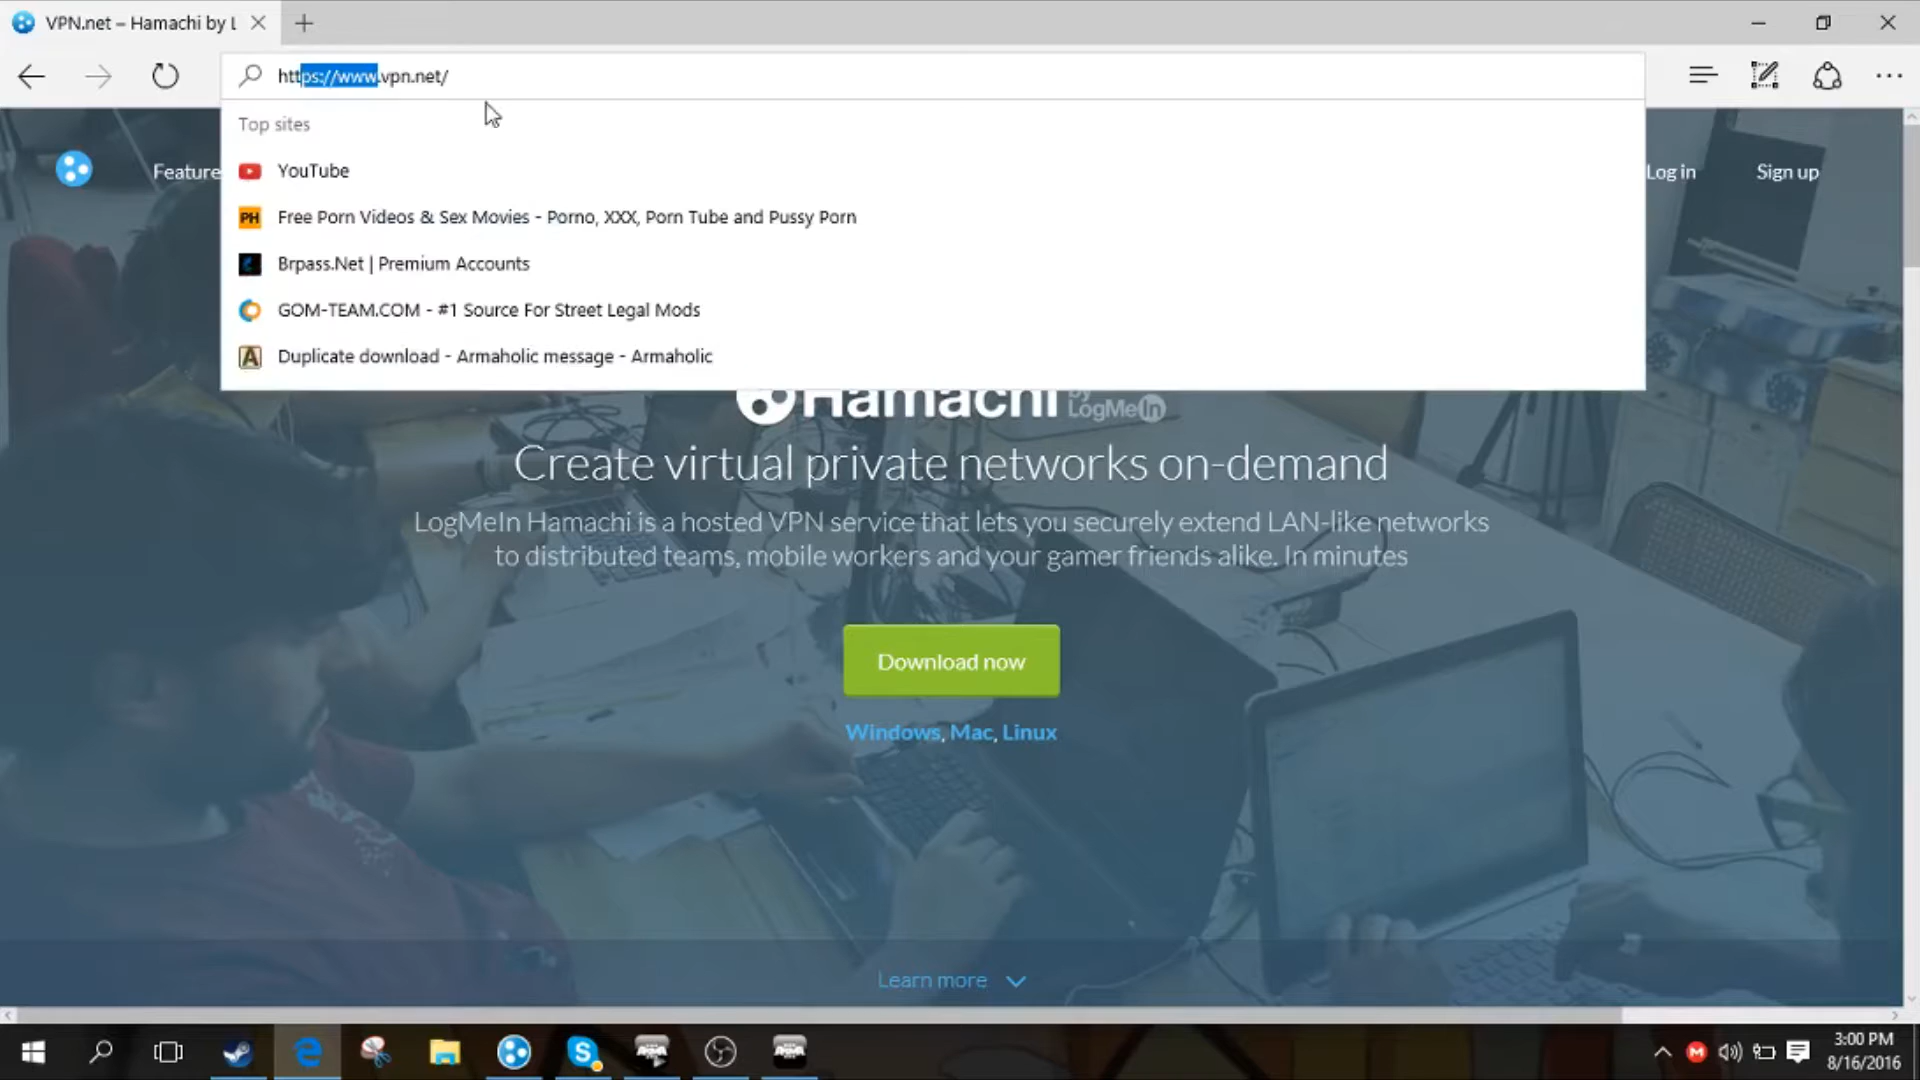 VPN.net – Hamachi by L
https://www.vpn.net/
Top sites
YouTube
PH Free Porn Videos & Sex Movies - Porno, XXX, Porn Tube and Pussy Porn
Brpass.Net | Premium Accounts
GOM-TEAM.COM - #1 Source For Street Legal Mods
A Duplicate download - Armaholic message - Armaholic
Feature
Log in
Sign up
Hamachi by LogMeIn
Create virtual private networks on-demand
LogMeIn Hamachi is a hosted VPN service that lets you securely extend LAN-like networks
to distributed teams, mobile workers and your gamer friends alike. In minutes
Download now
Windows, Mac, Linux
Learn more
3:00 PM
8/16/2016